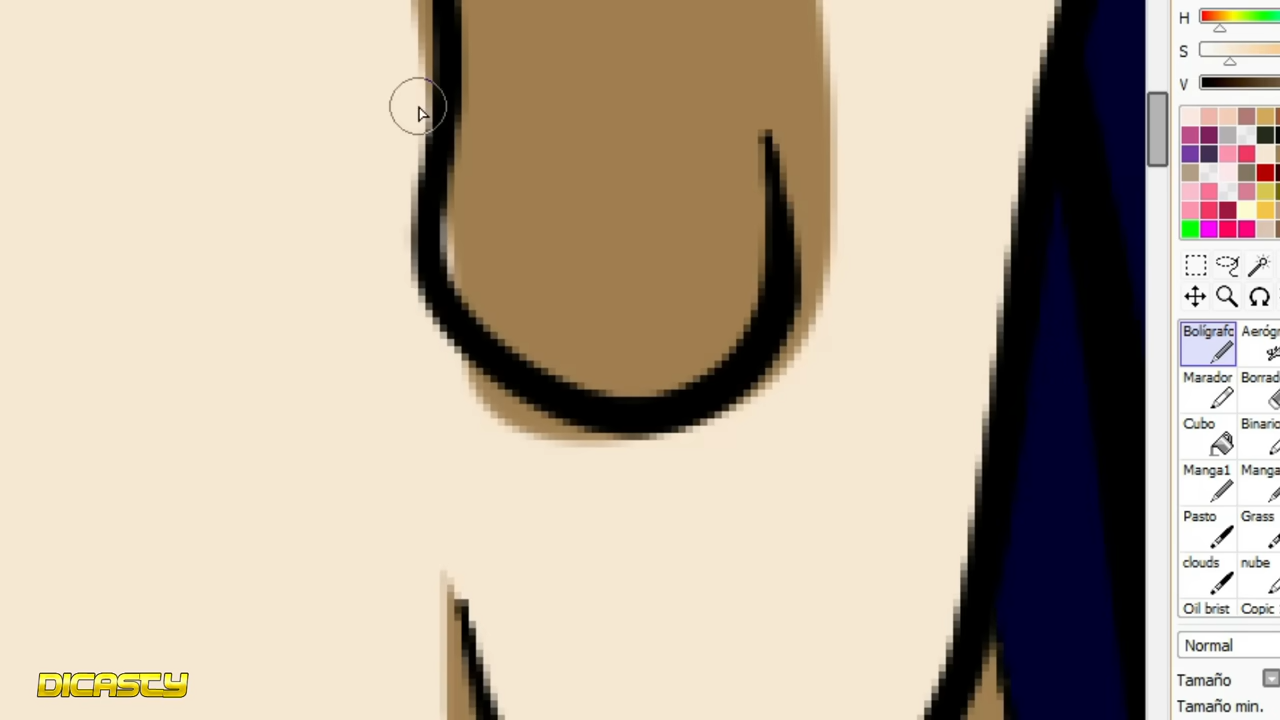 H
S
V
Bolígrafc Aeróg
Marador Borrad
Cubo Binario
Manga1 Manga
Pasto Grass
clouds nube
Oil brist Copic
Normal
Tamaño
Tamaño min.
DICASTY